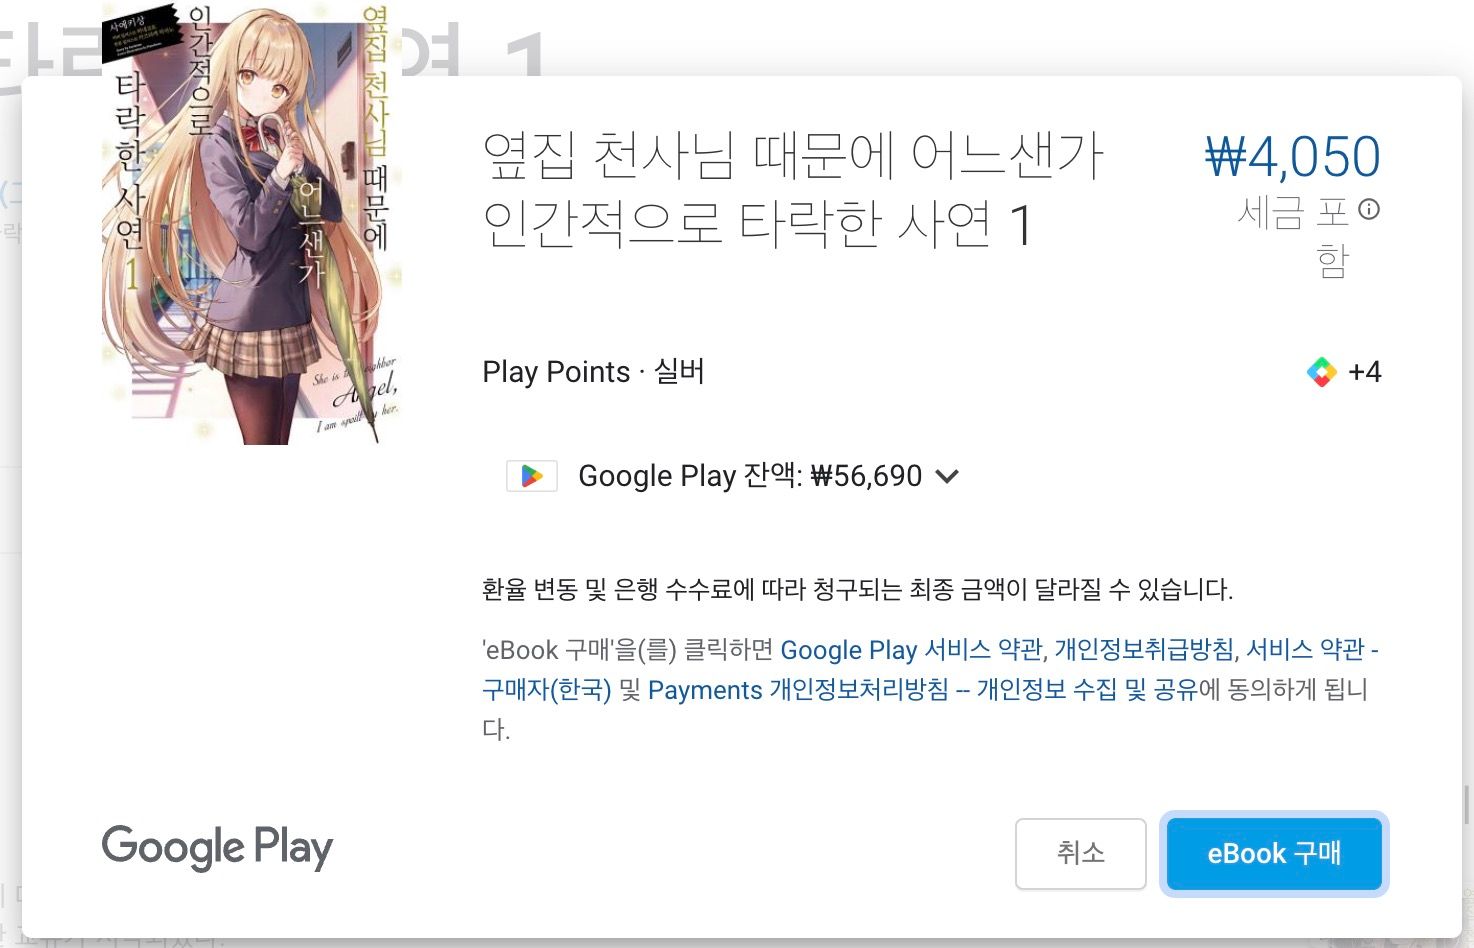 연 1
사에키상
옆집 천사님 때문에
어느샌가
인간적으로
타락한 사연 1
She is the neighbor
Angel,
I am spoilt by her.
옆집 천사님 때문에 어느샌가
인간적으로 타락한 사연 1
₩4,050
세금 포
함
Play Points · 실버
+4
Google Play 잔액: ₩56,690
환율 변동 및 은행 수수료에 따라 청구되는 최종 금액이 달라질 수 있습니다.
'eBook 구매'을(를) 클릭하면 Google Play 서비스 약관, 개인정보취급방침, 서비스 약관 -
구매자(한국) 및 Payments 개인정보처리방침 -- 개인정보 수집 및 공유에 동의하게 됩니
다.
Google Play
취소
eBook 구매